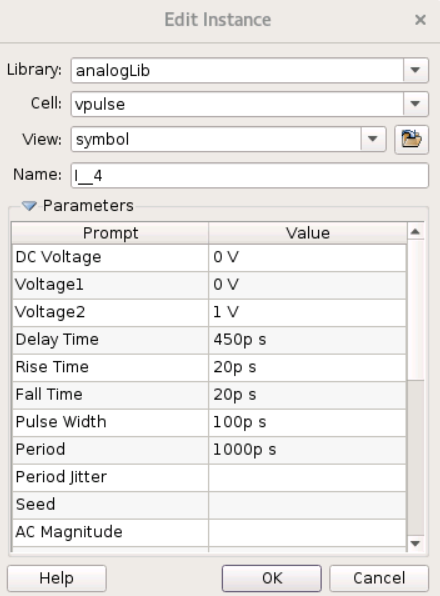 Edit Instance ×
Library: analogLib
Cell: vpulse
View: symbol
Name: I__4
Parameters
Prompt Value
DC Voltage 0 V
Voltage1 0 V
Voltage2 1 V
Delay Time 450p s
Rise Time 20p s
Fall Time 20p s
Pulse Width 100p s
Period 1000p s
Period Jitter
Seed
AC Magnitude
Help OK Cancel